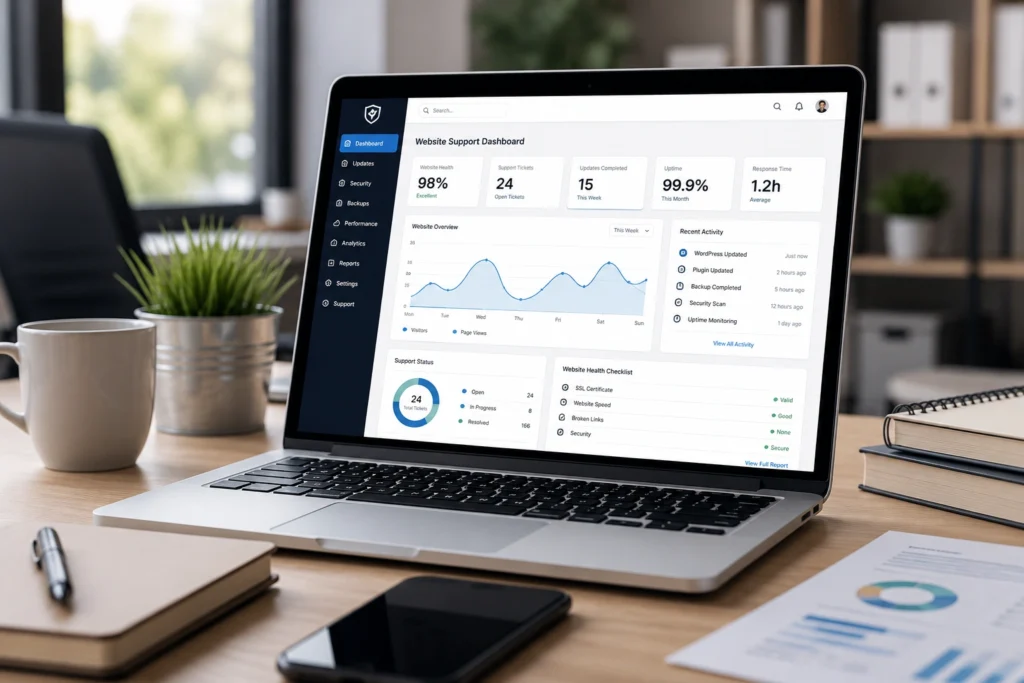 Search...
Website Support Dashboard
Dashboard
Updates
Security
Backups
Performance
Analytics
Reports
Settings
Support
Website Health
98%
Excellent
Support Tickets
24
Open Tickets
Updates Completed
15
This Week
Uptime
99.9%
This Month
Response Time
1.2h
Average
Website Overview
This Week
Mon Tue Wed Thu Fri Sat Sun
Visitors Page Views
Recent Activity
WordPress Updated Just now
Plugin Updated 2 hours ago
Backup Completed 5 hours ago
Security Scan 12 hours ago
Uptime Monitoring 1 day ago
View All Activity
Support Status
24
Total Tickets
Open 24
In Progress 8
Resolved 166
Website Health Checklist
SSL Certificate Valid
Website Speed Good
Broken Links None
Security Secure
View Full Report